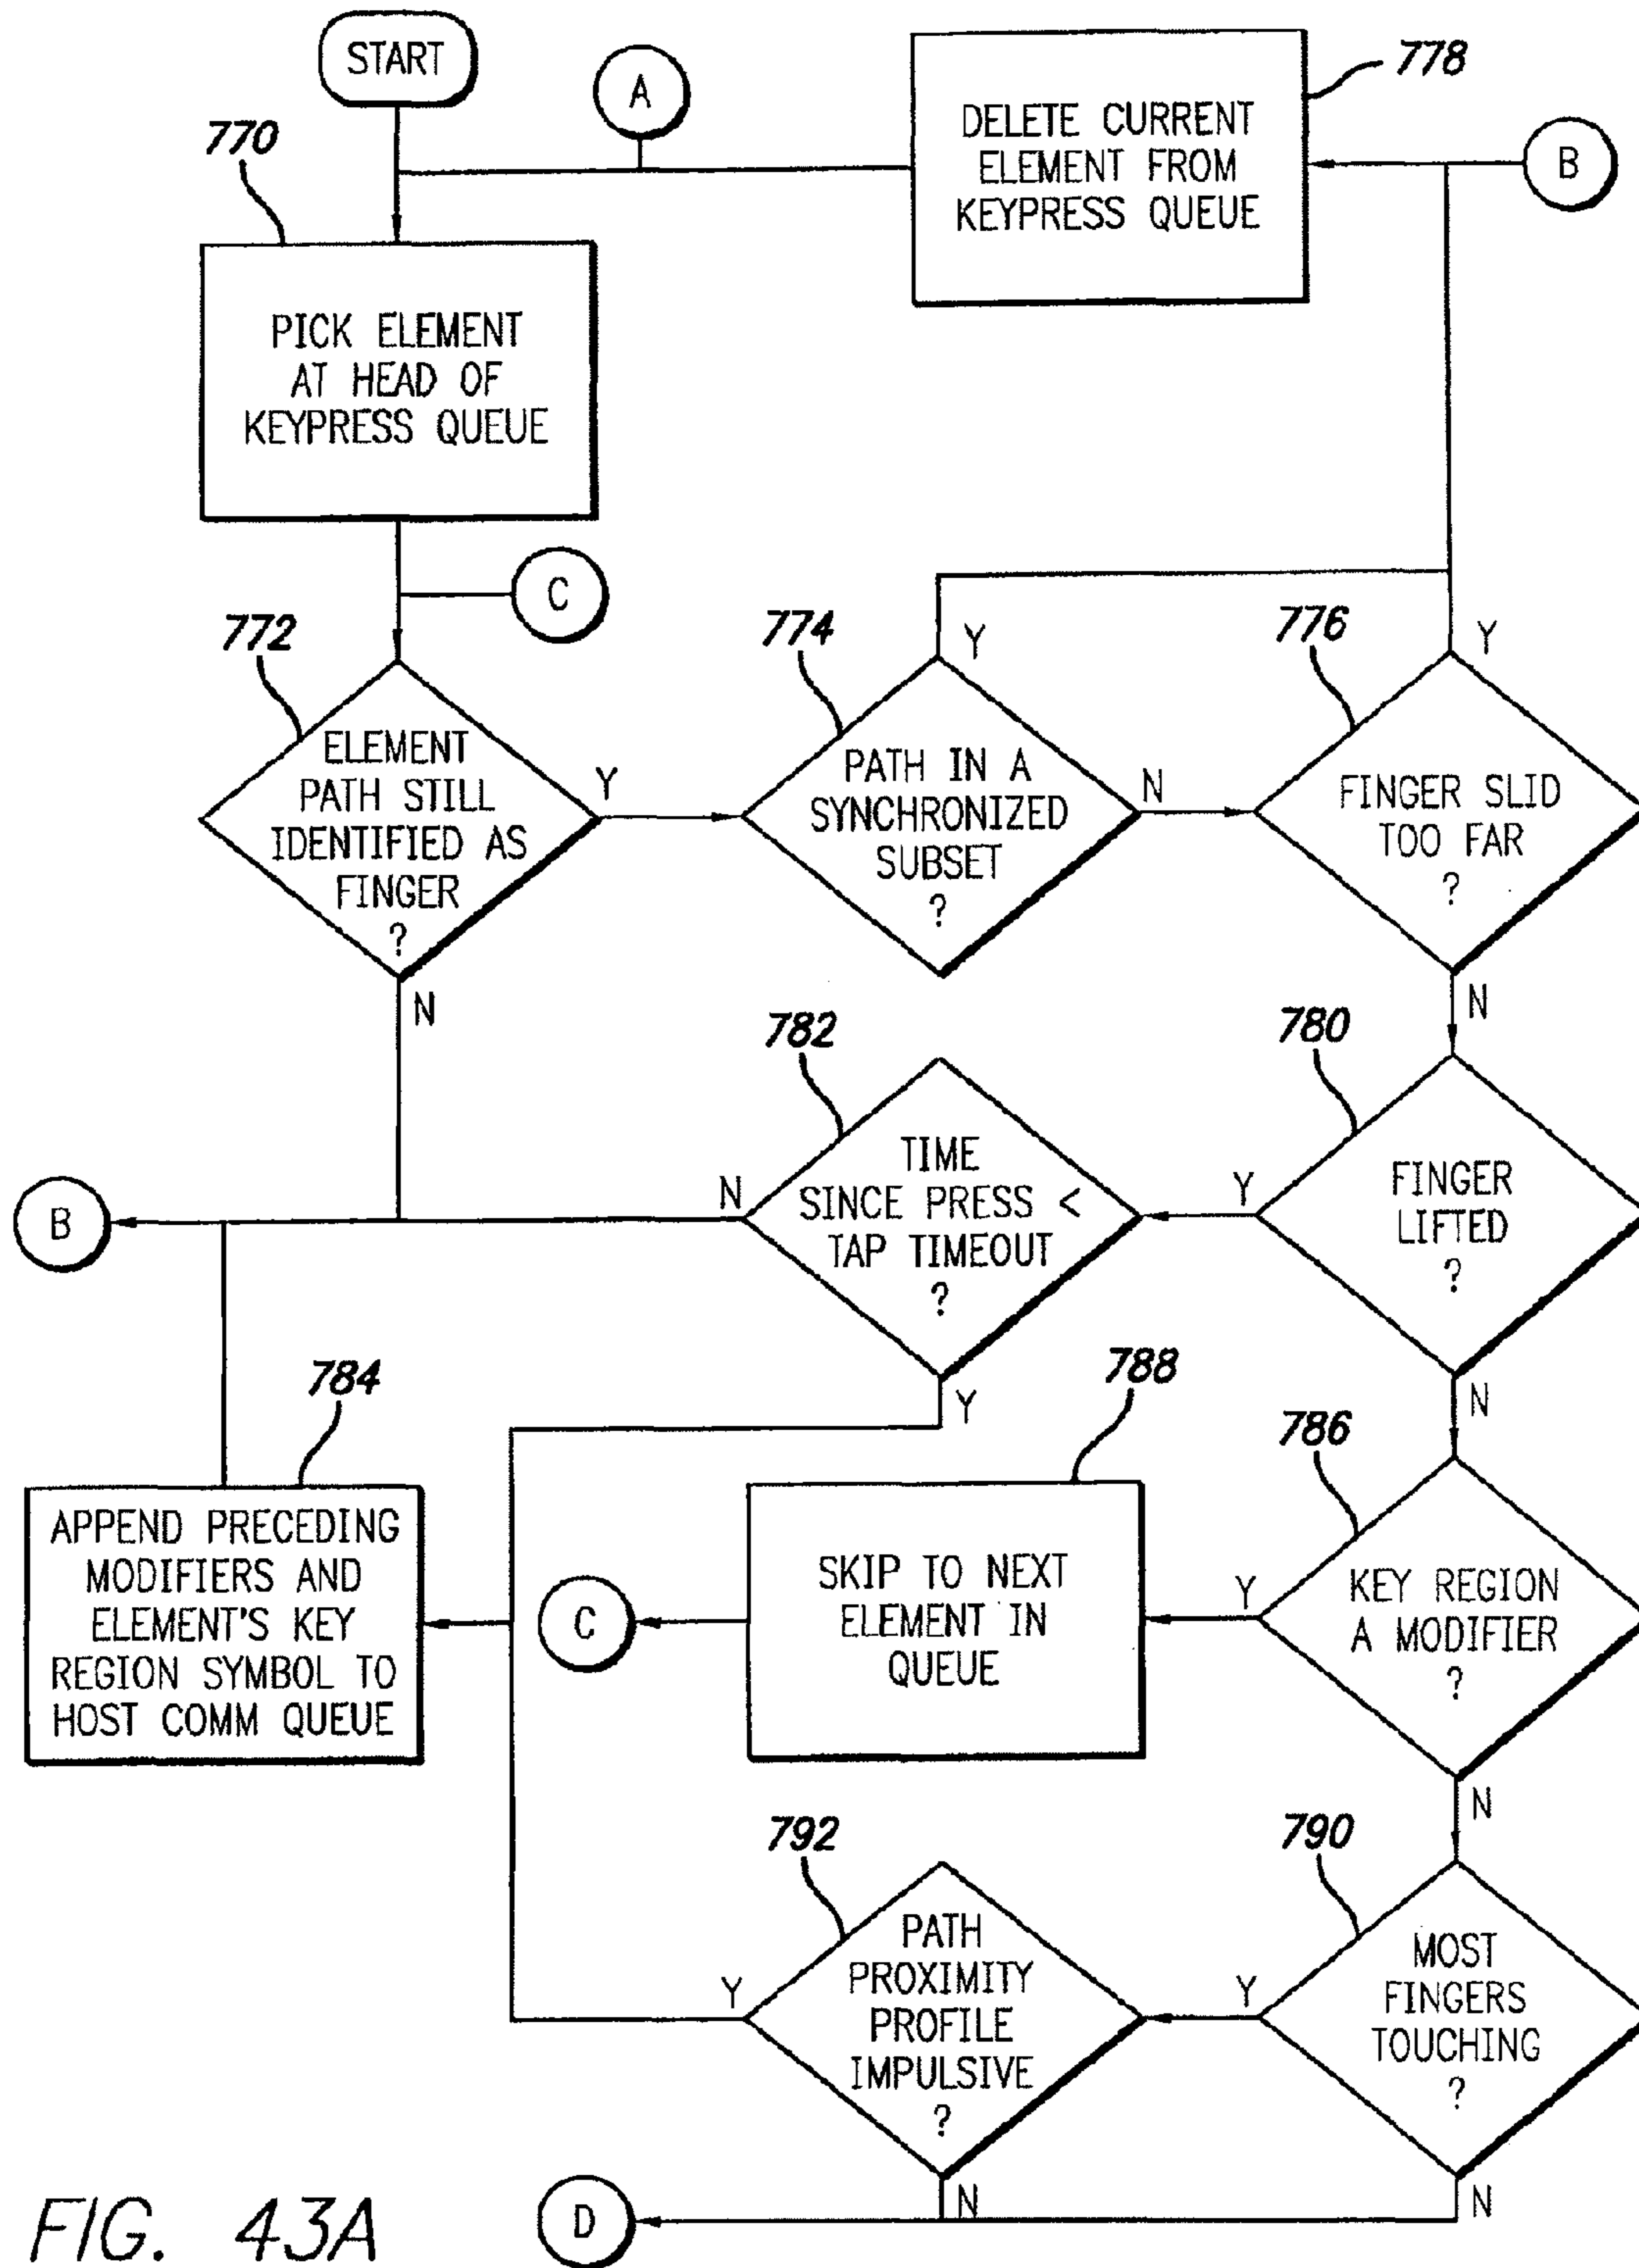 START
A
778
DELETE CURRENT
ELEMENT FROM
KEYPRESS QUEUE
B
770
PICK ELEMENT
AT HEAD OF
KEYPRESS QUEUE
C
772
ELEMENT
PATH STILL
IDENTIFIED AS
FINGER
?
Y
N
774
Y
PATH IN A
SYNCHRONIZED
SUBSET
?
N
776
Y
FINGER SLID
TOO FAR
?
N
780
FINGER
LIFTED
?
Y
N
782
TIME
SINCE PRESS <
TAP TIMEOUT
?
N
Y
B
784
APPEND PRECEDING
MODIFIERS AND
ELEMENT'S KEY
REGION SYMBOL TO
HOST COMM QUEUE
788
SKIP TO NEXT
ELEMENT IN
QUEUE
C
786
KEY REGION
A MODIFIER
?
Y
N
790
MOST
FINGERS
TOUCHING
?
Y
N
792
PATH
PROXIMITY
PROFILE
IMPULSIVE
?
Y
N
D
FIG. 43A